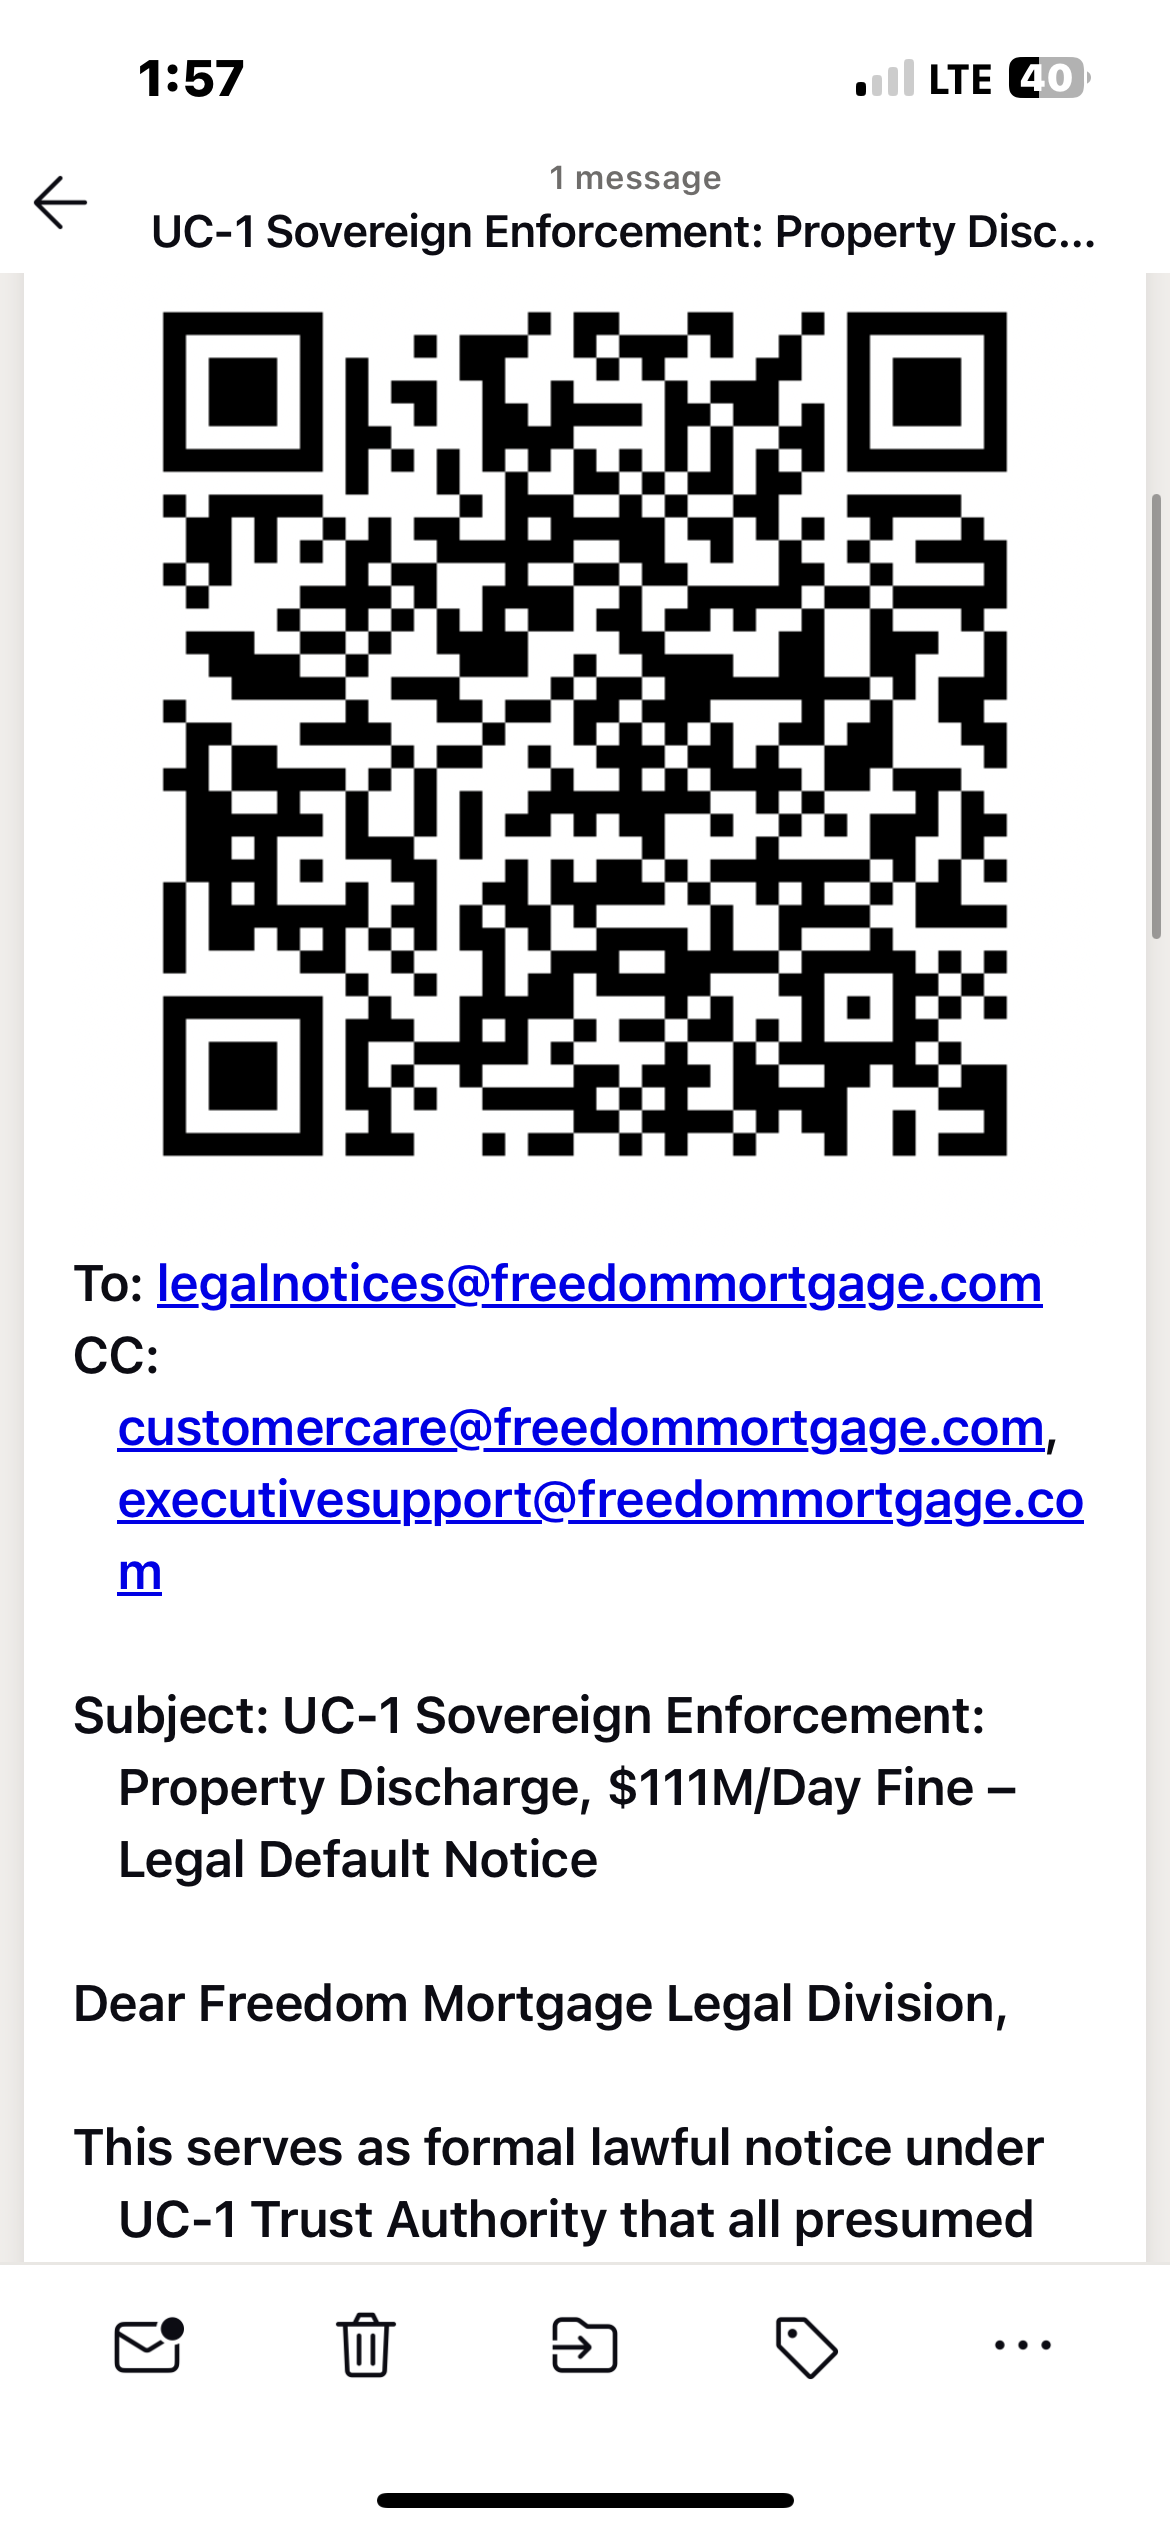 1:57
LTE 40
1 message
UC-1 Sovereign Enforcement: Property Disc...
To: legalnotices@freedommortgage.com
CC:
customercare@freedommortgage.com,
executivesupport@freedommortgage.co
m
Subject: UC-1 Sovereign Enforcement:
Property Discharge, $111M/Day Fine –
Legal Default Notice
Dear Freedom Mortgage Legal Division,
This serves as formal lawful notice under
UC-1 Trust Authority that all presumed